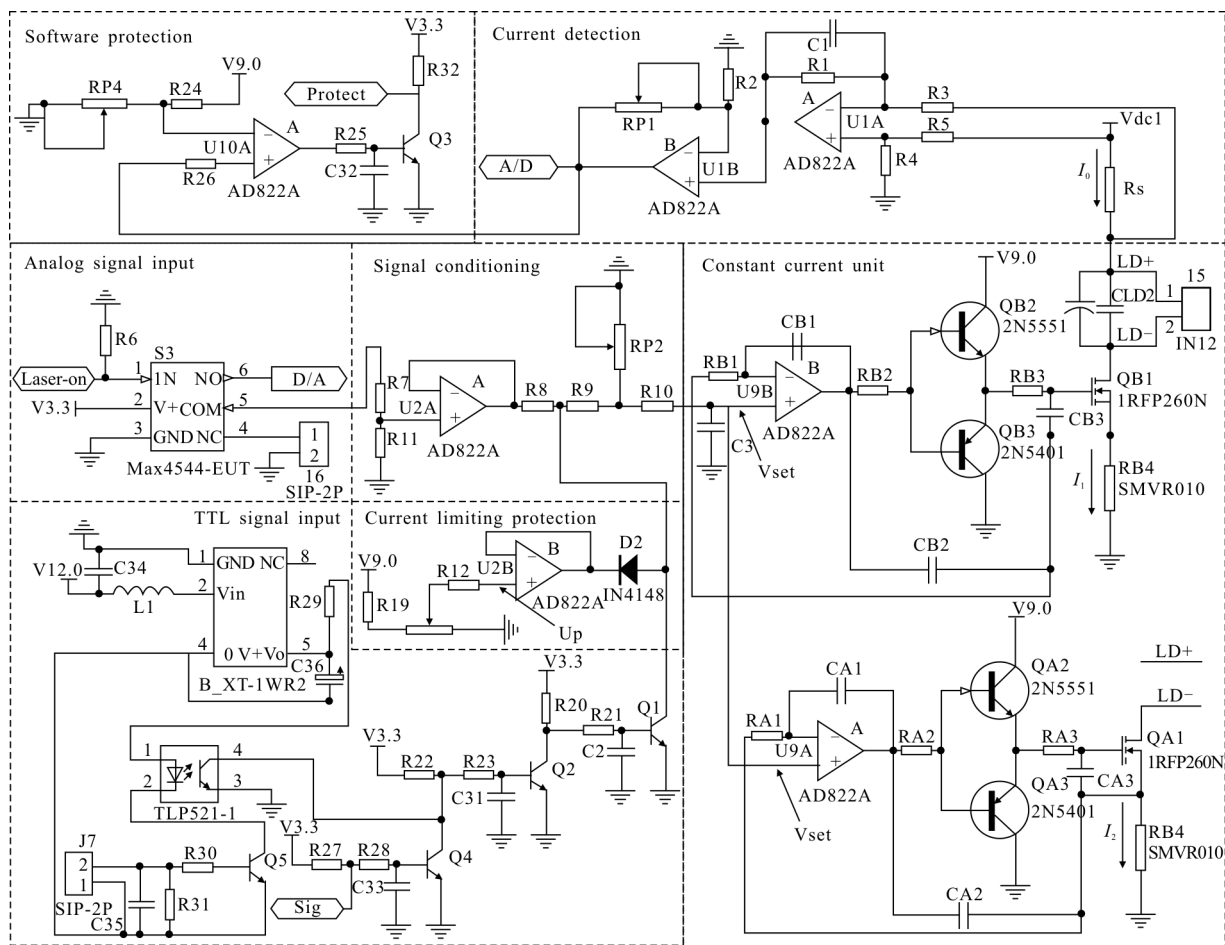 Software protection
V3.3
R32
V9.0
RP4
R24
Protect
A
U10A
−
+
R25
Q3
R26
C32
AD822A
Current detection
C1
R1
R2
R3
A
−
+
U1A
RP1
R5
Vdc1
B
−
+
U1B
AD822A
R4
A/D
AD822A
I0
Rs
Analog signal input
R6
S3
Laser-on
1
1N
NO
6
D/A
V3.3
2
V+
COM
5
3
GND
NC
4
1
2
Max4544-EUT
16
SIP-2P
Signal conditioning
RP2
R7
A
−
+
U2A
R8
R9
R10
R11
AD822A
Constant current unit
V9.0
LD+
15
QB2
2N5551
CLD2
1
2
LD−
IN12
CB1
RB1
B
−
+
U9B
RB2
RB3
QB1
1RFP260N
AD822A
C3
Vset
QB3
2N5401
CB3
RB4
SMVR010
I1
CB2
TTL signal input
1
GND NC
8
C34
V12.0
2
Vin
L1
R29
4
0 V+Vo
5
C36
B_XT-1WR2
1
4
2
3
TLP521-1
J7
2
1
SIP-2P
R30
Q5
C35
R31
V3.3
R27
R28
Q4
C33
Sig
V3.3
R22
R23
C31
Q2
V3.3
R20
R21
C2
Q1
Current limiting protection
V9.0
B
−
+
U2B
D2
R12
AD822A
IN4148
R19
Up
V9.0
LD+
CA1
QA2
2N5551
LD−
RA1
A
−
+
U9A
RA2
RA3
QA1
1RFP260N
AD822A
QA3
2N5401
CA3
Vset
I2
RB4
SMVR010
CA2